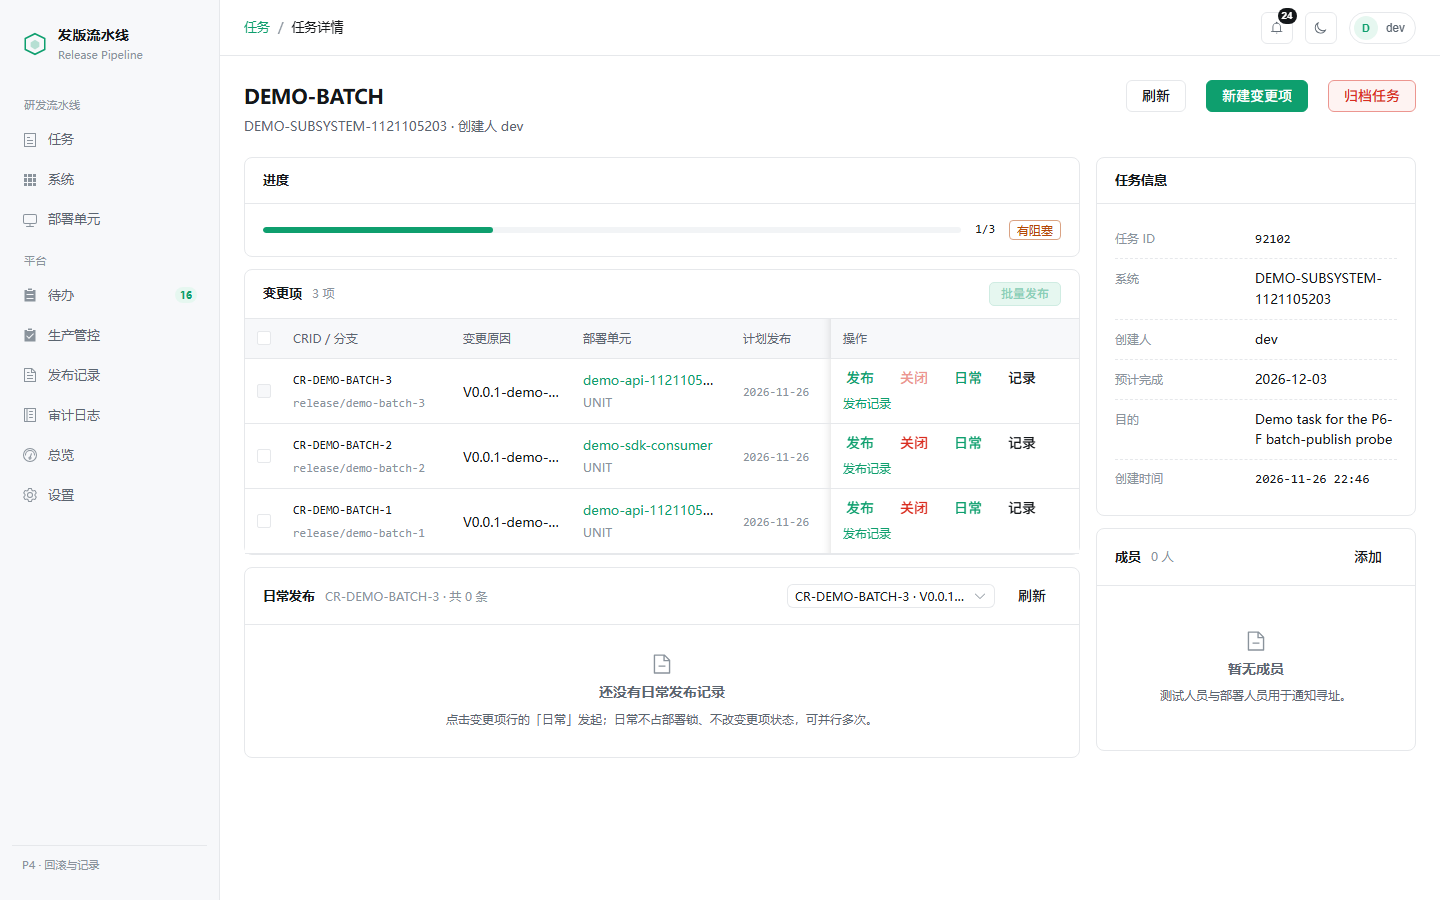 发版流水线
Release Pipeline
研发流水线
任务
系统
部署单元
平台
待办 16
生产管控
发布记录
审计日志
总览
设置
P4 · 回滚与记录
任务 / 任务详情
24
D dev
DEMO-BATCH
DEMO-SUBSYSTEM-1121105203 · 创建人 dev
刷新
新建变更项
归档任务
进度
1/3 有阻塞
变更项 3 项
批量发布
CRID / 分支 变更原因 部署单元 计划发布 操作
CR-DEMO-BATCH-3
release/demo-batch-3
V0.0.1-demo-...
demo-api-1121105...
UNIT
2026-11-26
发布 关闭 日常 记录
发布记录
CR-DEMO-BATCH-2
release/demo-batch-2
V0.0.1-demo-...
demo-sdk-consumer
UNIT
2026-11-26
发布 关闭 日常 记录
发布记录
CR-DEMO-BATCH-1
release/demo-batch-1
V0.0.1-demo-...
demo-api-1121105...
UNIT
2026-11-26
发布 关闭 日常 记录
发布记录
日常发布 CR-DEMO-BATCH-3 · 共 0 条
CR-DEMO-BATCH-3 · V0.0.1...
刷新
还没有日常发布记录
点击变更项行的「日常」发起；日常不占部署锁、不改变更项状态，可并行多次。
任务信息
任务 ID 92102
系统 DEMO-SUBSYSTEM-
1121105203
创建人 dev
预计完成 2026-12-03
目的 Demo task for the P6-
F batch-publish probe
创建时间 2026-11-26 22:46
成员 0 人
添加
暂无成员
测试人员与部署人员用于通知寻址。